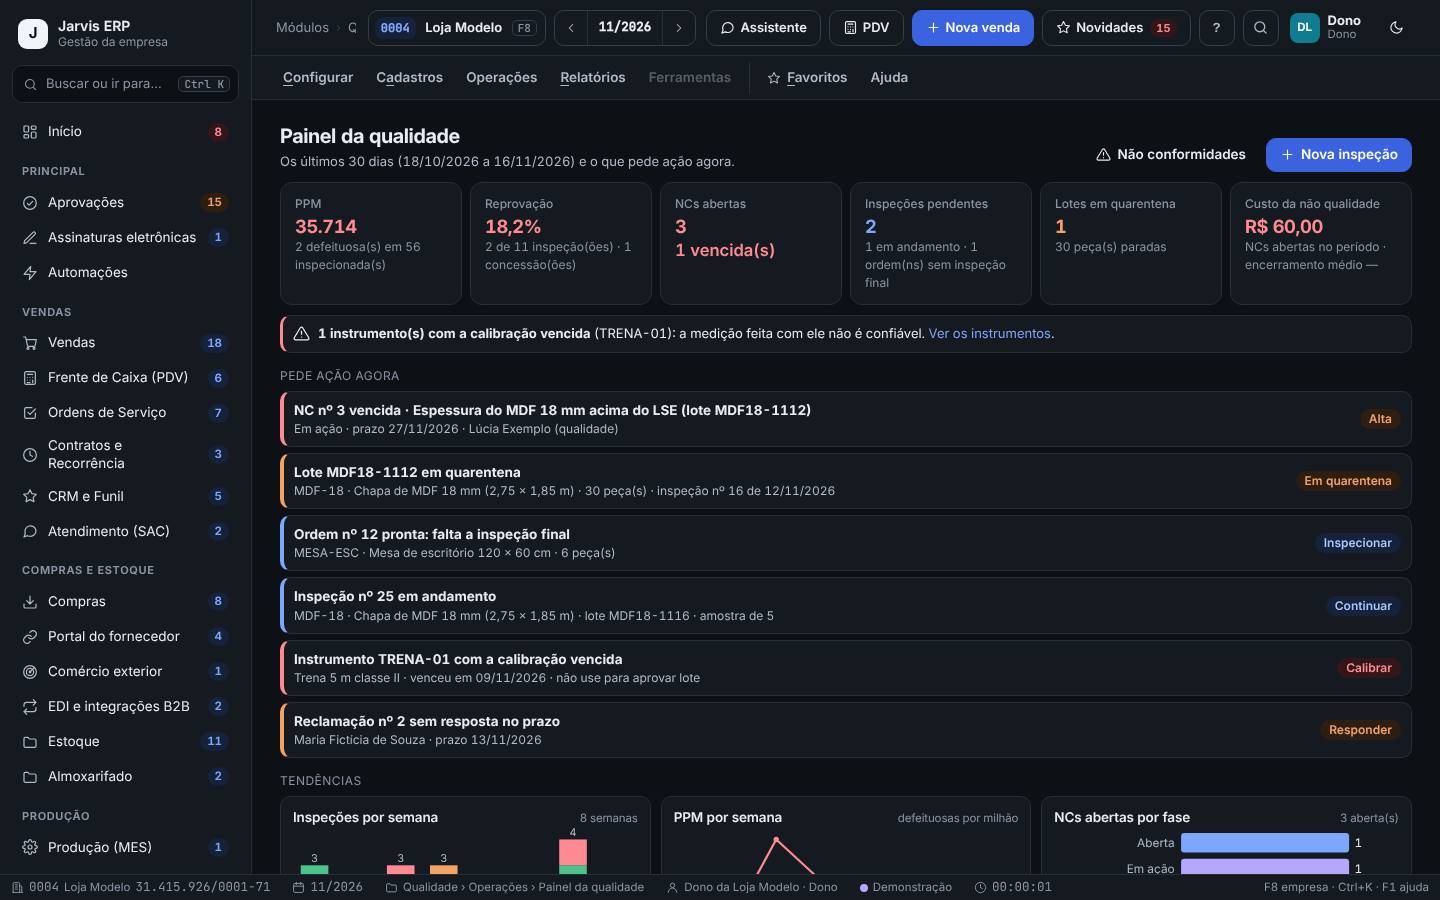 J
Jarvis ERP
Gestão da empresa
Buscar ou ir para...
Ctrl K
Início
8
PRINCIPAL
Aprovações
15
Assinaturas eletrônicas
1
Automações
VENDAS
Vendas
18
Frente de Caixa (PDV)
6
Ordens de Serviço
7
Contratos e
Recorrência
3
CRM e Funil
5
Atendimento (SAC)
2
COMPRAS E ESTOQUE
Compras
8
Portal do fornecedor
4
Comércio exterior
1
EDI e integrações B2B
2
Estoque
11
Almoxarifado
2
PRODUÇÃO
Produção (MES)
1
Módulos ›
0004 Loja Modelo F8
‹ 11/2026 ›
Assistente
PDV
+ Nova venda
Novidades 15
?
DL
Dono
Dono
Configurar
Cadastros
Operações
Relatórios
Ferramentas
Favoritos
Ajuda
Painel da qualidade
Os últimos 30 dias (18/10/2026 a 16/11/2026) e o que pede ação agora.
Não conformidades
+ Nova inspeção
PPM
35.714
2 defeituosa(s) em 56
inspecionada(s)
Reprovação
18,2%
2 de 11 inspeção(ões) · 1
concessão(ões)
NCs abertas
3
1 vencida(s)
Inspeções pendentes
2
1 em andamento · 1
ordem(ns) sem inspeção
final
Lotes em quarentena
1
30 peça(s) paradas
Custo da não qualidade
R$ 60,00
NCs abertas no período ·
encerramento médio —
1 instrumento(s) com a calibração vencida (TRENA-01): a medição feita com ele não é confiável. Ver os instrumentos.
PEDE AÇÃO AGORA
NC nº 3 vencida · Espessura do MDF 18 mm acima do LSE (lote MDF18-1112)
Em ação · prazo 27/11/2026 · Lúcia Exemplo (qualidade)
Alta
Lote MDF18-1112 em quarentena
MDF-18 · Chapa de MDF 18 mm (2,75 × 1,85 m) · 30 peça(s) · inspeção nº 16 de 12/11/2026
Em quarentena
Ordem nº 12 pronta: falta a inspeção final
MESA-ESC · Mesa de escritório 120 × 60 cm · 6 peça(s)
Inspecionar
Inspeção nº 25 em andamento
MDF-18 · Chapa de MDF 18 mm (2,75 × 1,85 m) · lote MDF18-1116 · amostra de 5
Continuar
Instrumento TRENA-01 com a calibração vencida
Trena 5 m classe II · venceu em 09/11/2026 · não use para aprovar lote
Calibrar
Reclamação nº 2 sem resposta no prazo
Maria Fictícia de Souza · prazo 13/11/2026
Responder
TENDÊNCIAS
Inspeções por semana
8 semanas
3
3
3
4
PPM por semana
defeituosas por milhão
NCs abertas por fase
3 aberta(s)
Aberta 1
Em ação 1
0004 Loja Modelo 31.415.926/0001-71
11/2026
Qualidade › Operações › Painel da qualidade
Dono da Loja Modelo · Dono
Demonstração
00:00:01
F8 empresa · Ctrl+K · F1 ajuda